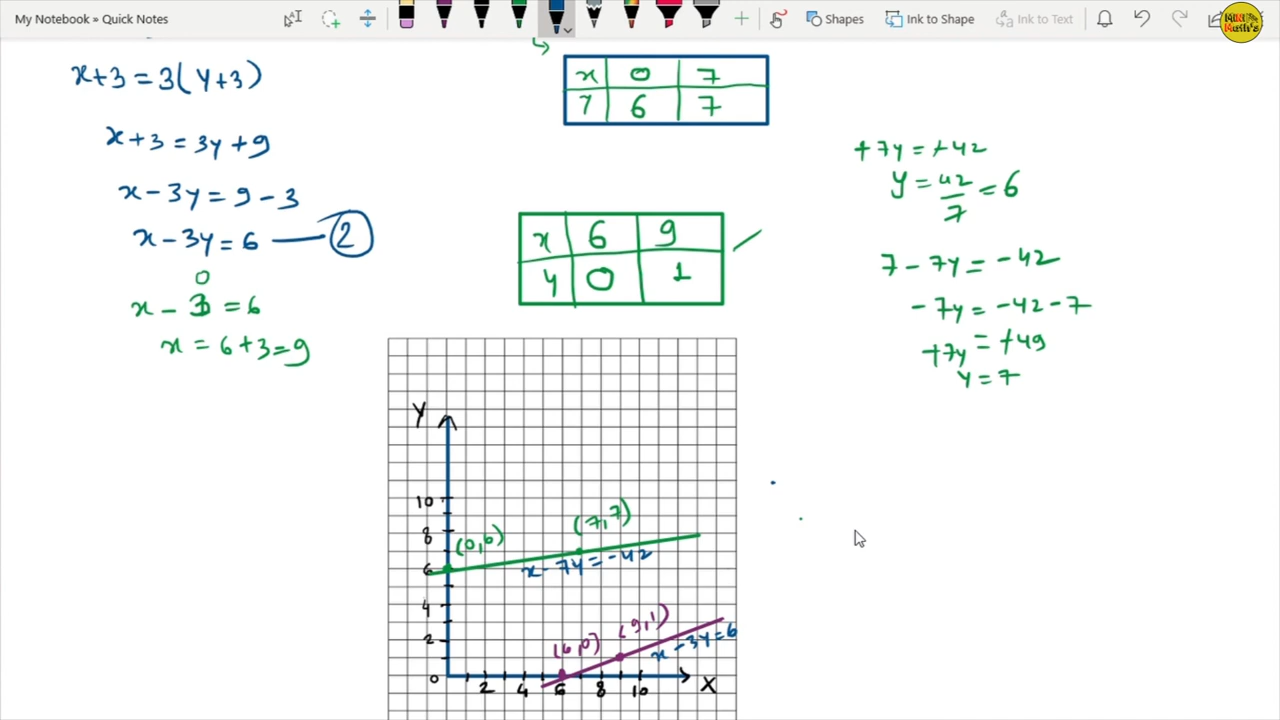 My Notebook » Quick Notes
Shapes
Ink to Shape
Ink to Text
x+3=3(y+3)
x+3=3y+9
x-3y=9-3
x-3y=6 — 2
0
x-3=6
x=6+3=9
x 0 7
y 6 7
x 6 9
y 0 1
+7y=+42
y=42/7=6
7-7y=-42
-7y=-42-7
+7y=+49
y=7
Y
10
8
6
4
2
0
(0,6)
(7,7)
x-7y=-42
(6,0)
(9,1)
x-3y=6
2 4 6 8 10 X